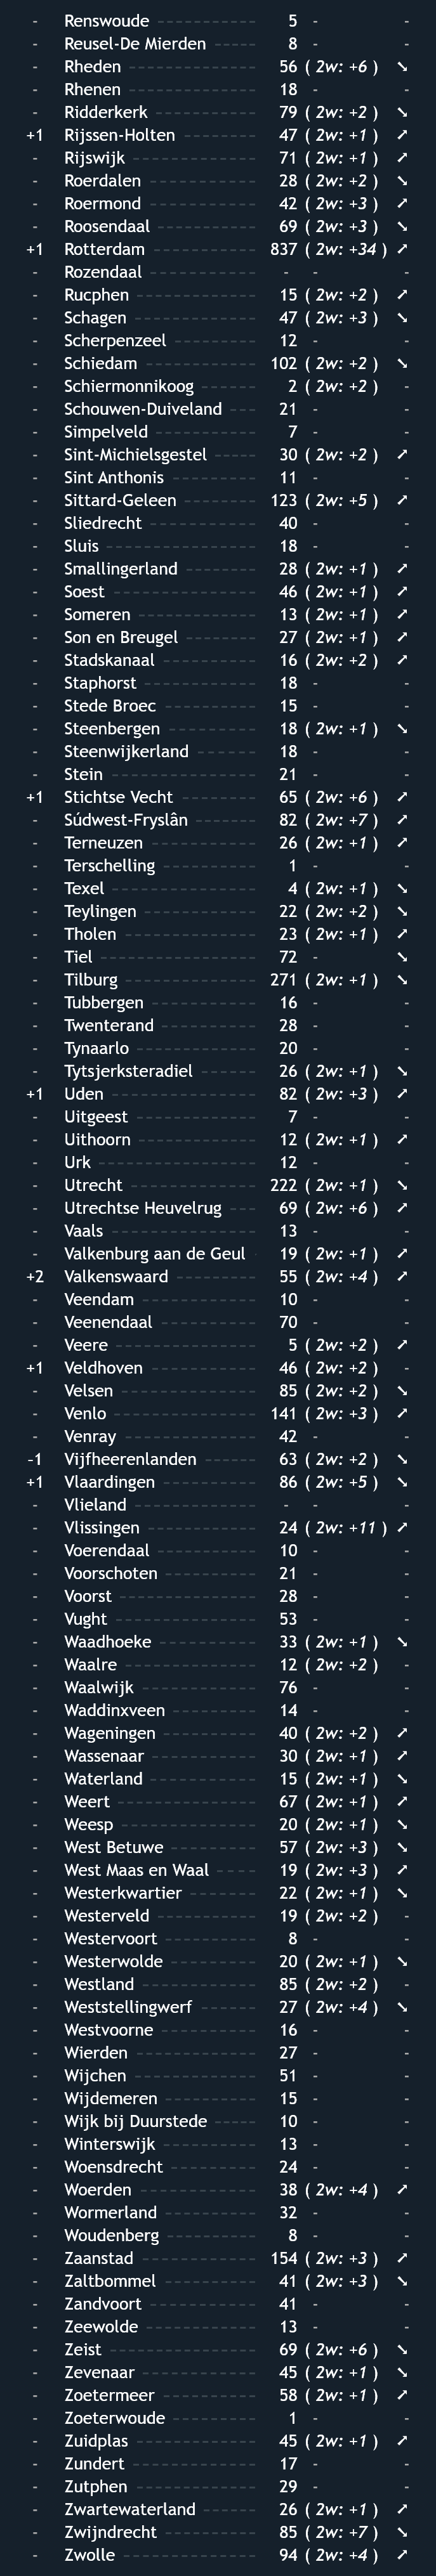 - Renswoude 5 - -
- Reusel-De Mierden 8 - -
- Rheden 56 ( 2w: +6 ) ↘
- Rhenen 18 - -
- Ridderkerk 79 ( 2w: +2 ) ↘
+1 Rijssen-Holten 47 ( 2w: +1 ) ↗
- Rijswijk 71 ( 2w: +1 ) ↗
- Roerdalen 28 ( 2w: +2 ) ↘
- Roermond 42 ( 2w: +3 ) ↗
- Roosendaal 69 ( 2w: +3 ) ↘
+1 Rotterdam 837 ( 2w: +34 ) ↗
- Rozendaal - - -
- Rucphen 15 ( 2w: +2 ) ↗
- Schagen 47 ( 2w: +3 ) ↘
- Scherpenzeel 12 - -
- Schiedam 102 ( 2w: +2 ) ↘
- Schiermonnikoog 2 ( 2w: +2 ) -
- Schouwen-Duiveland 21 - -
- Simpelveld 7 - -
- Sint-Michielsgestel 30 ( 2w: +2 ) ↗
- Sint Anthonis 11 - -
- Sittard-Geleen 123 ( 2w: +5 ) ↗
- Sliedrecht 40 - -
- Sluis 18 - -
- Smallingerland 28 ( 2w: +1 ) ↗
- Soest 46 ( 2w: +1 ) ↗
- Someren 13 ( 2w: +1 ) ↗
- Son en Breugel 27 ( 2w: +1 ) ↗
- Stadskanaal 16 ( 2w: +2 ) ↗
- Staphorst 18 - -
- Stede Broec 15 - -
- Steenbergen 18 ( 2w: +1 ) ↘
- Steenwijkerland 18 - -
- Stein 21 - -
+1 Stichtse Vecht 65 ( 2w: +6 ) ↗
- Súdwest-Fryslân 82 ( 2w: +7 ) ↗
- Terneuzen 26 ( 2w: +1 ) ↗
- Terschelling 1 - -
- Texel 4 ( 2w: +1 ) ↘
- Teylingen 22 ( 2w: +2 ) ↘
- Tholen 23 ( 2w: +1 ) ↗
- Tiel 72 - ↘
- Tilburg 271 ( 2w: +1 ) ↘
- Tubbergen 16 - -
- Twenterand 28 - -
- Tynaarlo 20 - -
- Tytsjerksteradiel 26 ( 2w: +1 ) ↘
+1 Uden 82 ( 2w: +3 ) ↗
- Uitgeest 7 - -
- Uithoorn 12 ( 2w: +1 ) ↗
- Urk 12 - -
- Utrecht 222 ( 2w: +1 ) ↘
- Utrechtse Heuvelrug 69 ( 2w: +6 ) ↗
- Vaals 13 - -
- Valkenburg aan de Geul 19 ( 2w: +1 ) ↗
+2 Valkenswaard 55 ( 2w: +4 ) ↗
- Veendam 10 - -
- Veenendaal 70 - -
- Veere 5 ( 2w: +2 ) ↗
+1 Veldhoven 46 ( 2w: +2 ) -
- Velsen 85 ( 2w: +2 ) ↘
- Venlo 141 ( 2w: +3 ) ↗
- Venray 42 - -
-1 Vijfheerenlanden 63 ( 2w: +2 ) ↘
+1 Vlaardingen 86 ( 2w: +5 ) ↘
- Vlieland - - -
- Vlissingen 24 ( 2w: +11 ) ↗
- Voerendaal 10 - -
- Voorschoten 21 - -
- Voorst 28 - -
- Vught 53 - -
- Waadhoeke 33 ( 2w: +1 ) ↘
- Waalre 12 ( 2w: +2 ) -
- Waalwijk 76 - -
- Waddinxveen 14 - -
- Wageningen 40 ( 2w: +2 ) ↗
- Wassenaar 30 ( 2w: +1 ) ↗
- Waterland 15 ( 2w: +1 ) ↘
- Weert 67 ( 2w: +1 ) ↗
- Weesp 20 ( 2w: +1 ) ↘
- West Betuwe 57 ( 2w: +3 ) ↘
- West Maas en Waal 19 ( 2w: +3 ) ↗
- Westerkwartier 22 ( 2w: +1 ) ↘
- Westerveld 19 ( 2w: +2 ) -
- Westervoort 8 - -
- Westerwolde 20 ( 2w: +1 ) ↘
- Westland 85 ( 2w: +2 ) -
- Weststellingwerf 27 ( 2w: +4 ) ↘
- Westvoorne 16 - -
- Wierden 27 - -
- Wijchen 51 - -
- Wijdemeren 15 - -
- Wijk bij Duurstede 10 - -
- Winterswijk 13 - -
- Woensdrecht 24 - -
- Woerden 38 ( 2w: +4 ) ↗
- Wormerland 32 - -
- Woudenberg 8 - -
- Zaanstad 154 ( 2w: +3 ) ↗
- Zaltbommel 41 ( 2w: +3 ) ↘
- Zandvoort 41 - -
- Zeewolde 13 - -
- Zeist 69 ( 2w: +6 ) ↘
- Zevenaar 45 ( 2w: +1 ) ↘
- Zoetermeer 58 ( 2w: +1 ) ↗
- Zoeterwoude 1 - -
- Zuidplas 45 ( 2w: +1 ) ↗
- Zundert 17 - -
- Zutphen 29 - -
- Zwartewaterland 26 ( 2w: +1 ) ↗
- Zwijndrecht 85 ( 2w: +7 ) ↘
- Zwolle 94 ( 2w: +4 ) ↗